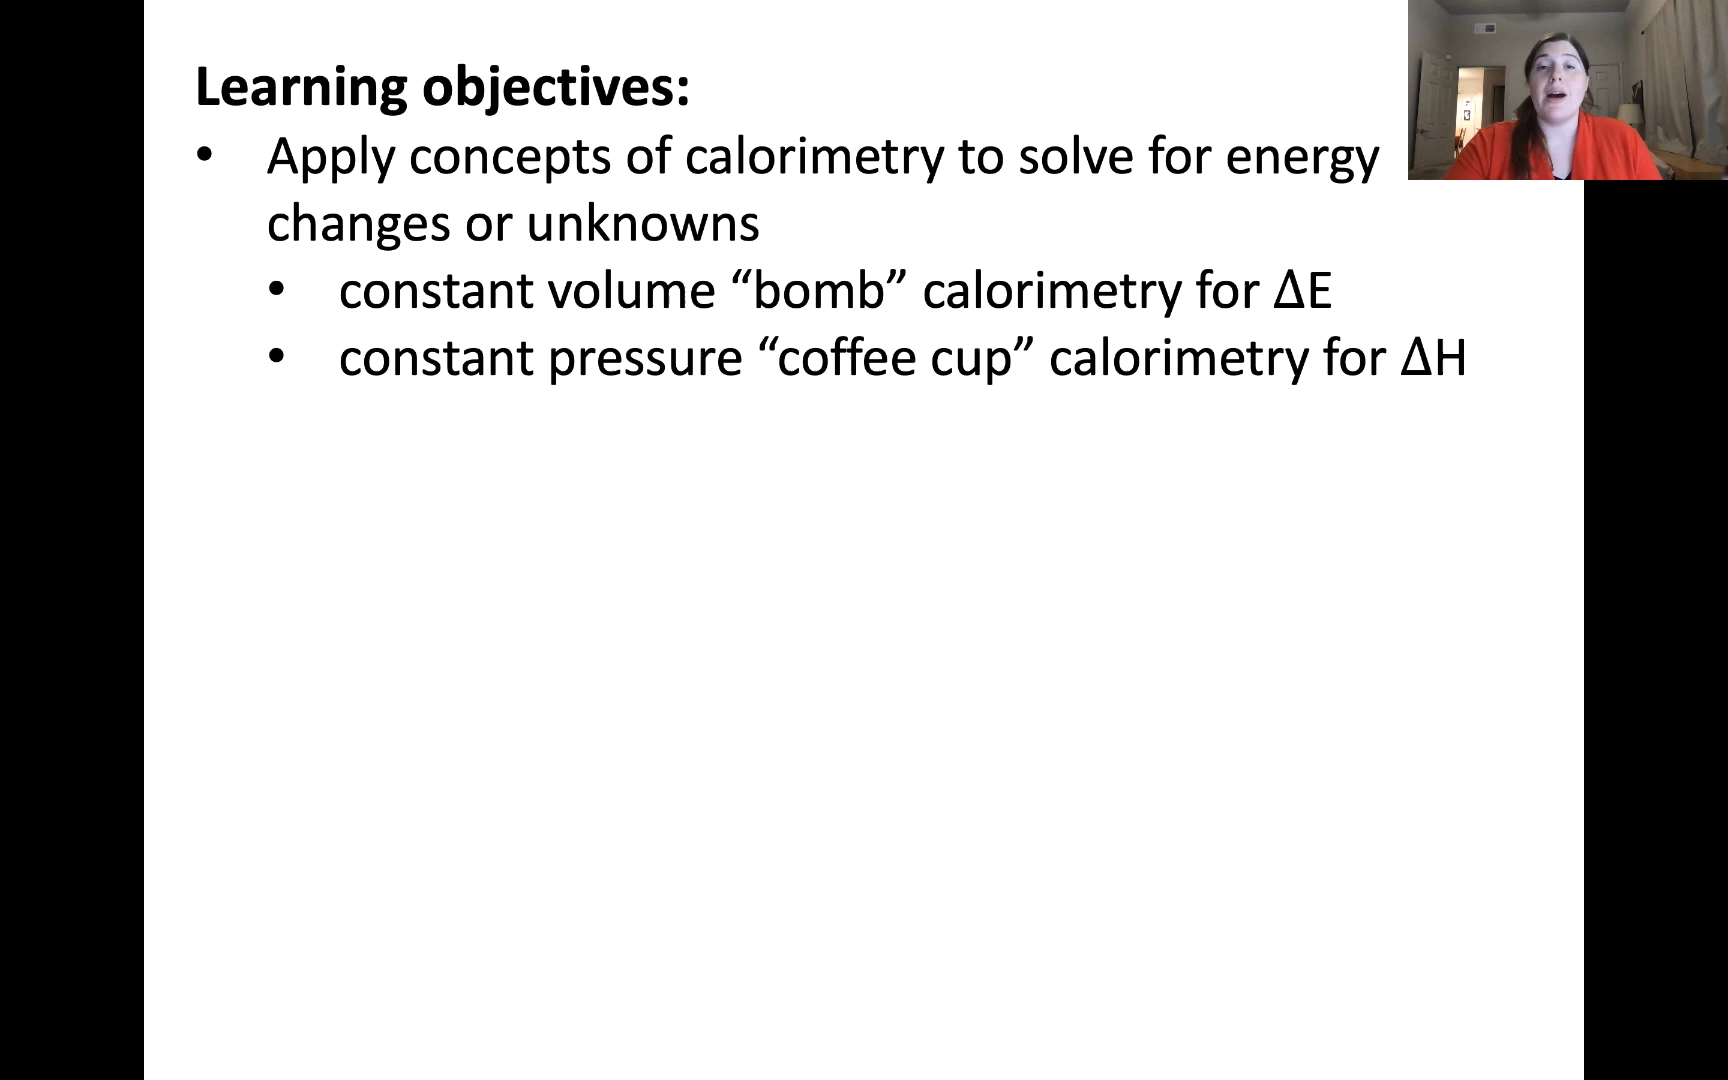 Learning objectives:
• Apply concepts of calorimetry to solve for energy
changes or unknowns
• constant volume “bomb” calorimetry for ΔE
• constant pressure “coffee cup” calorimetry for ΔH